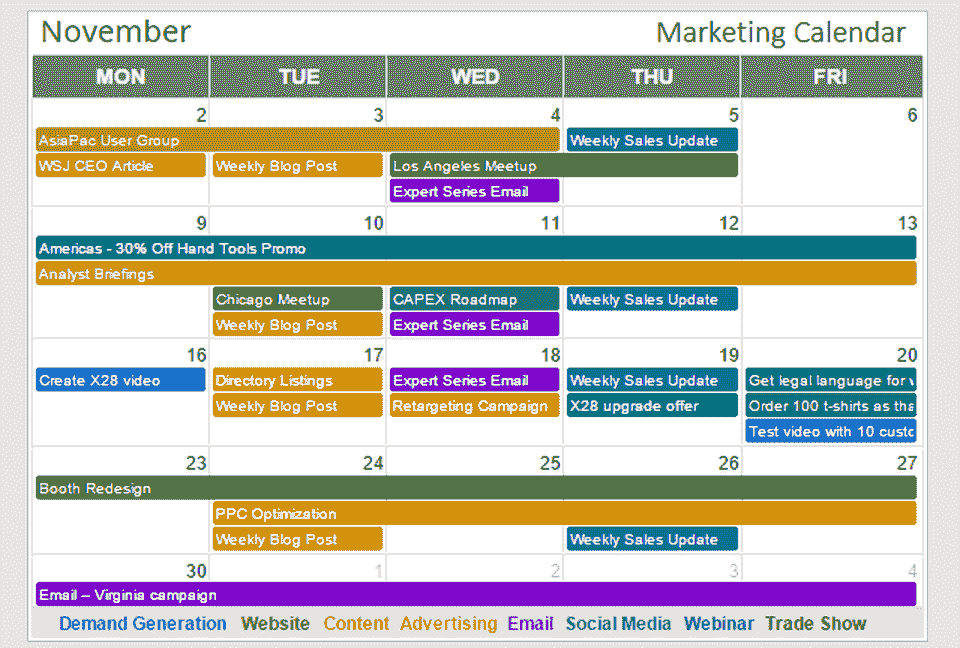 November Marketing Calendar
MON TUE WED THU FRI
2 3 4 5 6
AsiaPac User Group Weekly Sales Update
WSJ CEO Article Weekly Blog Post Los Angeles Meetup
Expert Series Email
9 10 11 12 13
Americas - 30% Off Hand Tools Promo
Analyst Briefings
Chicago Meetup CAPEX Roadmap Weekly Sales Update
Weekly Blog Post Expert Series Email
16 17 18 19 20
Create X28 video Directory Listings Expert Series Email Weekly Sales Update Get legal language for
Weekly Blog Post Retargeting Campaign X28 upgrade offer Order 100 t-shirts as tha
Test video with 10 custo
23 24 25 26 27
Booth Redesign
PPC Optimization
Weekly Blog Post Weekly Sales Update
30 1 2 3 4
Email – Virginia campaign
Demand Generation Website Content Advertising Email Social Media Webinar Trade Show